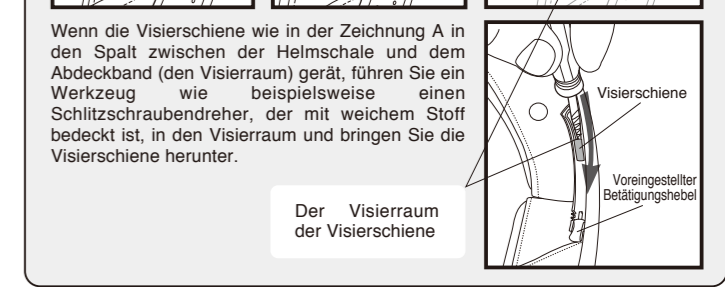 Wenn die Visierschiene wie in der Zeichnung A in
den Spalt zwischen der Helmschale und dem
Abdeckband (den Visierraum) gerät, führen Sie ein
Werkzeug wie beispielsweise einen
Schlitzschraubendreher, der mit weichem Stoff
bedeckt ist, in den Visierraum und bringen Sie die
Visierschiene herunter.
Visierschiene
Voreingestellter
Betätigungshebel
Der Visierraum
der Visierschiene